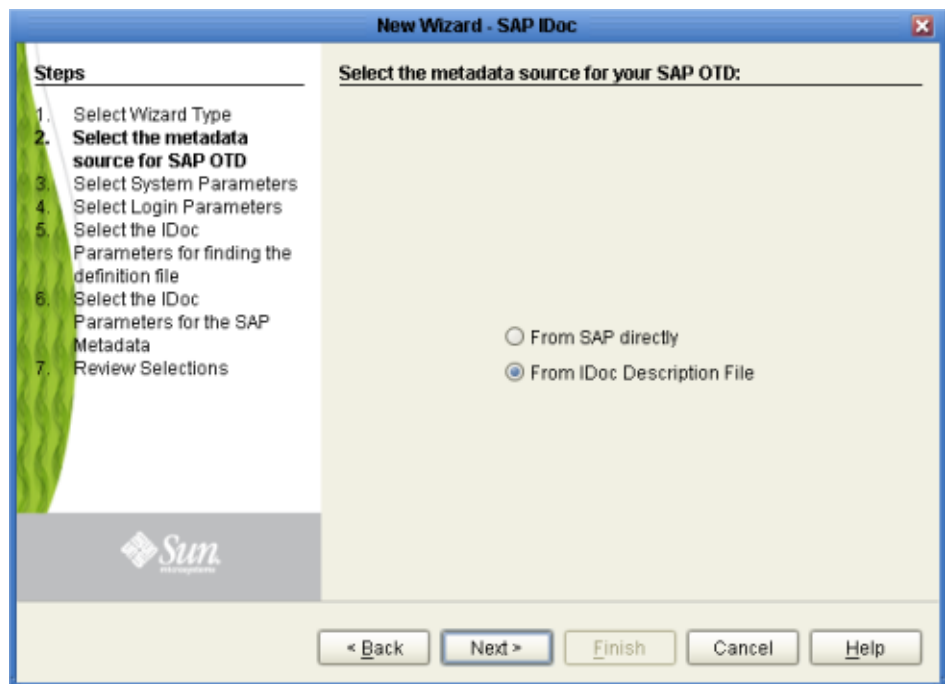 New Wizard - SAP IDoc
Steps
1. Select Wizard Type
2. Select the metadata
source for SAP OTD
3. Select System Parameters
4. Select Login Parameters
5. Select the IDoc
Parameters for finding the
definition file
6. Select the IDoc
Parameters for the SAP
Metadata
7. Review Selections
Sun
microsystems
Select the metadata source for your SAP OTD:
From SAP directly
From IDoc Description File
< Back
Next >
Finish
Cancel
Help